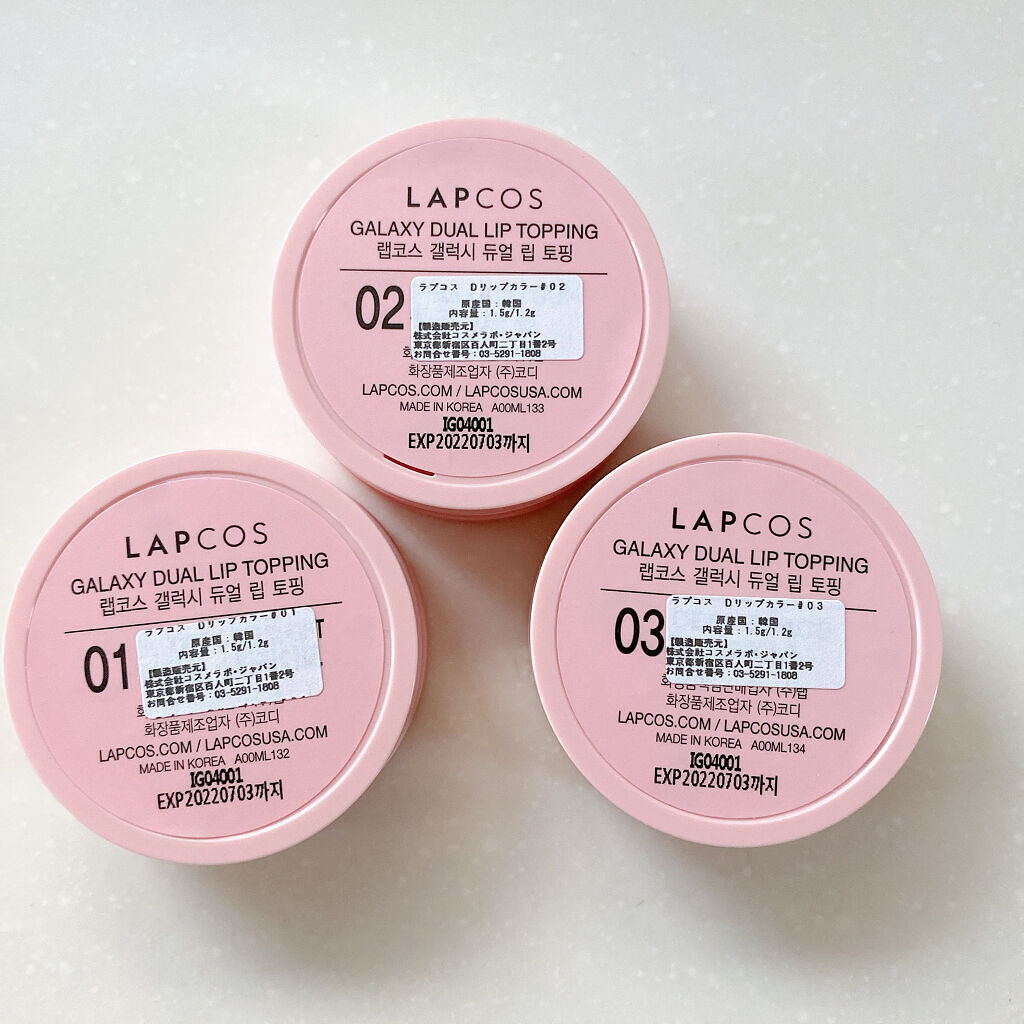 LAPCOS
GALAXY DUAL LIP TOPPING
랩코스 갤럭시 듀얼 립 토핑
02
ラプコス Dリップカラー#02
原産国：韓国
内容量：1.5g/1.2g
【製造販売元】
株式会社コスメラボ・ジャパン
東京都新宿区百人町二丁目1番2号
お問合せ番号：03-5291-1808
화장품제조업자 (주)코디
LAPCOS.COM / LAPCOSUSA.COM
MADE IN KOREA A00ML133
IG04001
EXP20220703까지
LAPCOS
GALAXY DUAL LIP TOPPING
랩코스 갤럭시 듀얼 립 토핑
01
ラプコス Dリップカラー#01
原産国：韓国
内容量：1.5g/1.2g
【製造販売元】
株式会社コスメラボ・ジャパン
東京都新宿区百人町二丁目1番2号
お問合せ番号：03-5291-1808
화장품제조업자 (주)코디
LAPCOS.COM / LAPCOSUSA.COM
MADE IN KOREA A00ML132
IG04001
EXP20220703까지
LAPCOS
GALAXY DUAL LIP TOPPING
랩코스 갤럭시 듀얼 립 토핑
03
ラプコス Dリップカラー#03
原産国：韓国
内容量：1.5g/1.2g
【製造販売元】
株式会社コスメラボ・ジャパン
東京都新宿区百人町二丁目1番2号
お問合せ番号：03-5291-1808
(주)랩
화장품제조업자 (주)코디
LAPCOS.COM / LAPCOSUSA.COM
MADE IN KOREA A00ML134
IG04001
EXP20220703까지